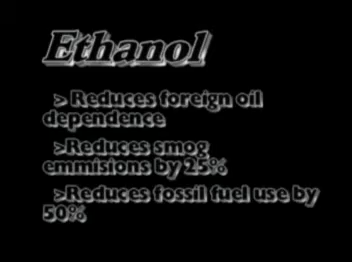 Ethanol
> Reduces foreign oil
dependence
>Reduces smog
emmisions by 25%
>Reduces fossil fuel use by
50%